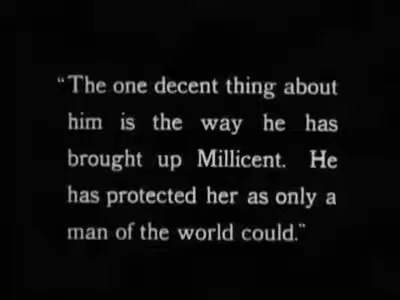 “The one decent thing about
him is the way he has
brought up Millicent. He
has protected her as only a
man of the world could.”